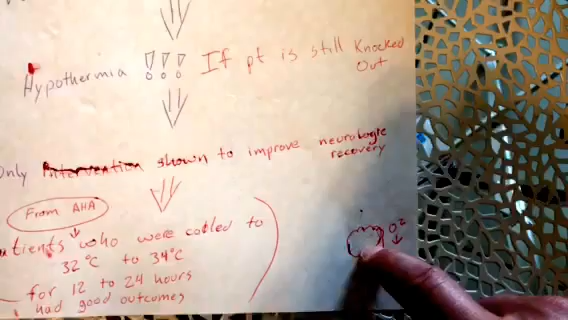 Hypothermia !!! If pt is still Knocked
Out
Only Intervention shown to improve neurologic
recovery
From AHA
patients who were cooled to
32°C to 34°C
for 12 to 24 hours
had good outcomes
O2